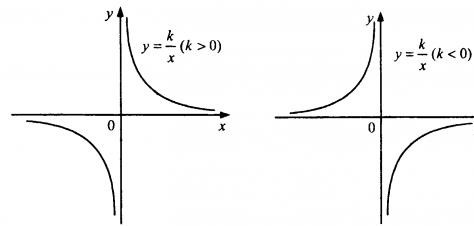 y
y = k/x (k > 0)
0
x
y
y = k/x (k < 0)
0